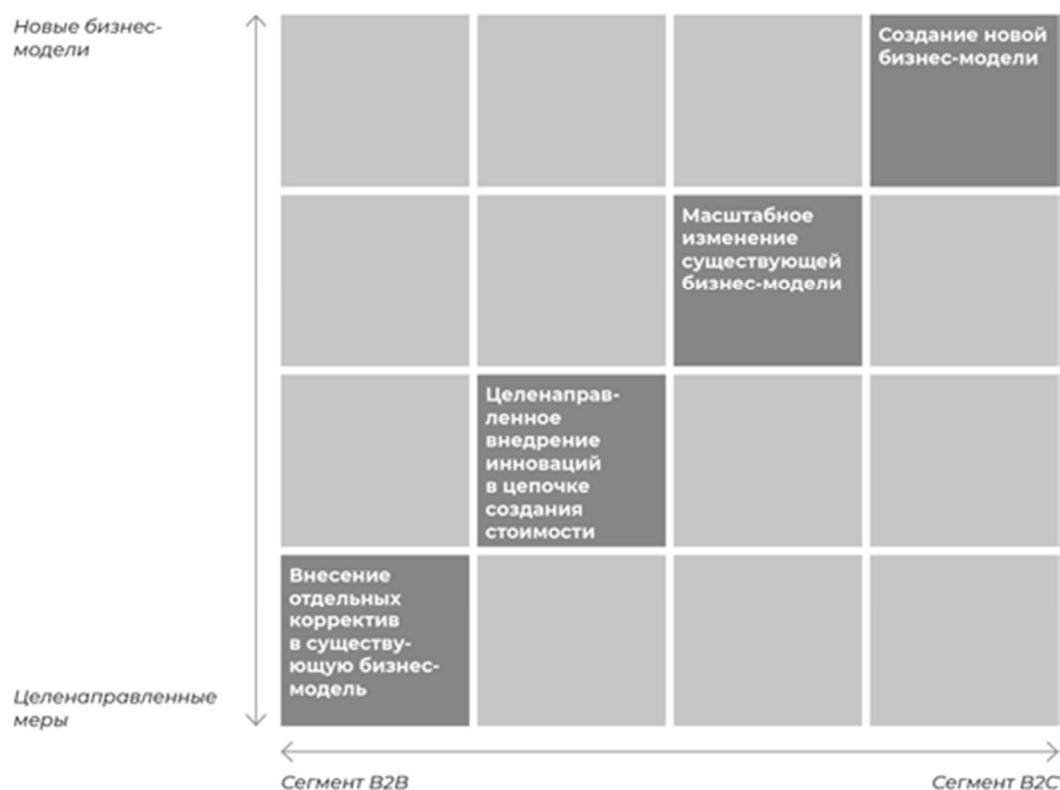 Новые бизнес-
модели
Создание новой
бизнес-модели
Масштабное
изменение
существующей
бизнес-модели
Целенаправ-
ленное
внедрение
инноваций
в цепочке
создания
стоимости
Внесение
отдельных
корректив
в существу-
ющую бизнес-
модель
Целенаправленные
меры
Сегмент B2B
Сегмент B2C